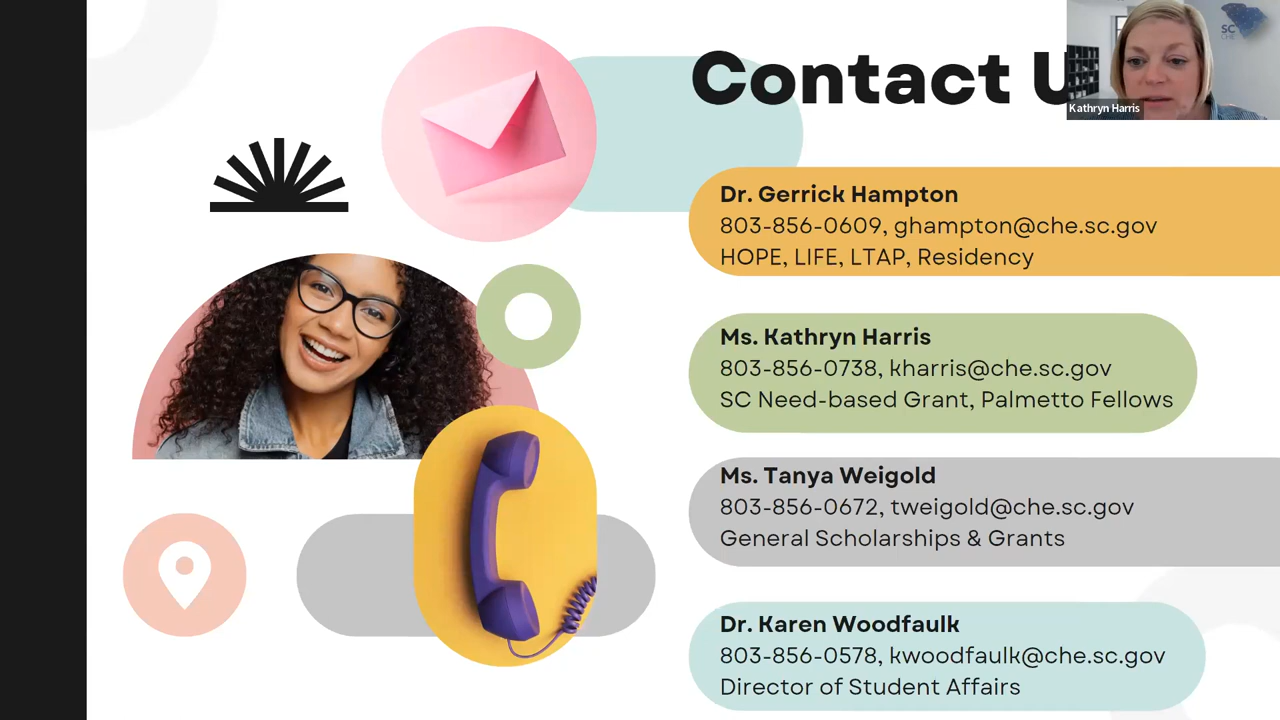 Contact U
Kathryn Harris
SC
CHE
Dr. Gerrick Hampton
803-856-0609, ghampton@che.sc.gov
HOPE, LIFE, LTAP, Residency
Ms. Kathryn Harris
803-856-0738, kharris@che.sc.gov
SC Need-based Grant, Palmetto Fellows
Ms. Tanya Weigold
803-856-0672, tweigold@che.sc.gov
General Scholarships & Grants
Dr. Karen Woodfaulk
803-856-0578, kwoodfaulk@che.sc.gov
Director of Student Affairs